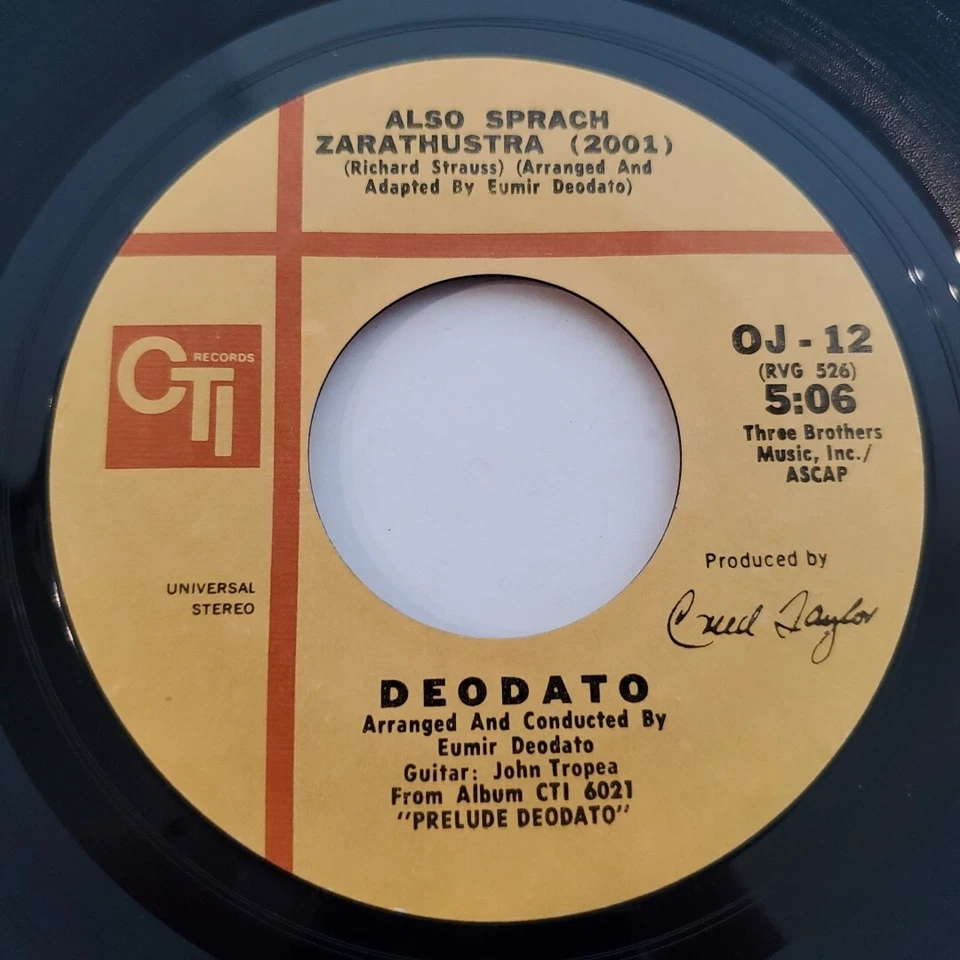 ALSO SPRACH
ZARATHUSTRA (2001)
(Richard Strauss) (Arranged And
Adapted By Eumir Deodato)
CTI RECORDS
OJ - 12
(RVG 526)
5:06
Three Brothers
Music, Inc./
ASCAP
UNIVERSAL
STEREO
Produced by
Creed Taylor
DEODATO
Arranged And Conducted By
Eumir Deodato
Guitar: John Tropea
From Album CTI 6021
"PRELUDE DEODATO"